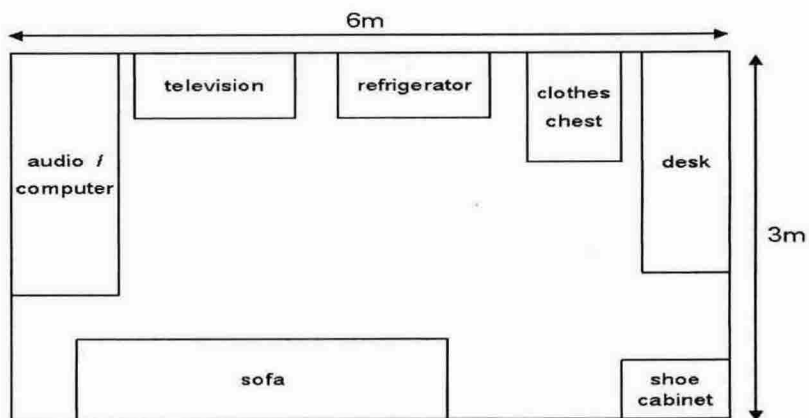 6m
television
refrigerator
clothes
chest
audio /
computer
desk
3m
sofa
shoe
cabinet